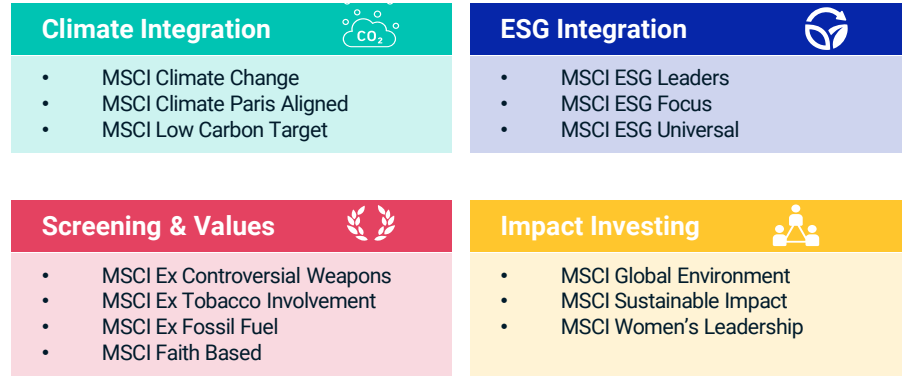 Climate Integration
CO₂
• MSCI Climate Change
• MSCI Climate Paris Aligned
• MSCI Low Carbon Target
ESG Integration
• MSCI ESG Leaders
• MSCI ESG Focus
• MSCI ESG Universal
Screening & Values
• MSCI Ex Controversial Weapons
• MSCI Ex Tobacco Involvement
• MSCI Ex Fossil Fuel
• MSCI Faith Based
Impact Investing
• MSCI Global Environment
• MSCI Sustainable Impact
• MSCI Women’s Leadership